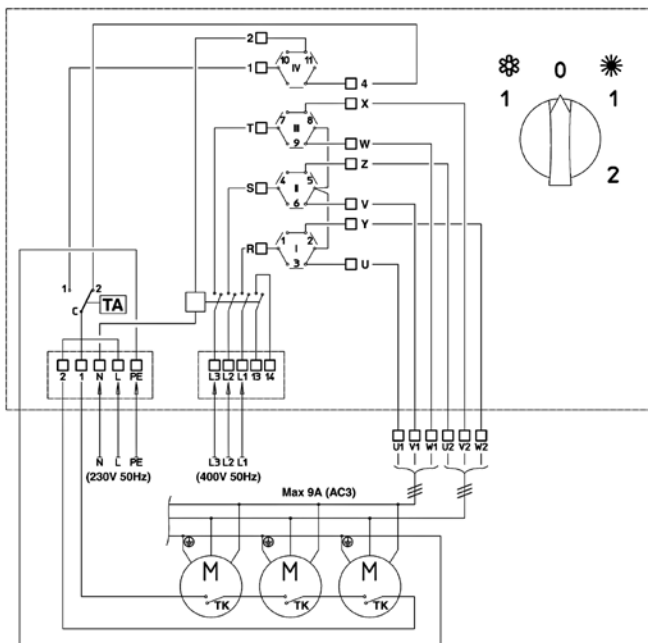 2
10 11
IV
1
4
0
1 1
2
X
7 8
T III
9 W
Z
4 5
S II
6 V
Y
1 2
R I
3 U
1 2
C TA
2 1 N L PE
L3 L2 L1 13 14
U1 V1 W1 U2 V2 W2
N L PE
(230V 50Hz)
L3 L2 L1
(400V 50Hz)
Max 9A (AC3)
M M M
TK TK TK